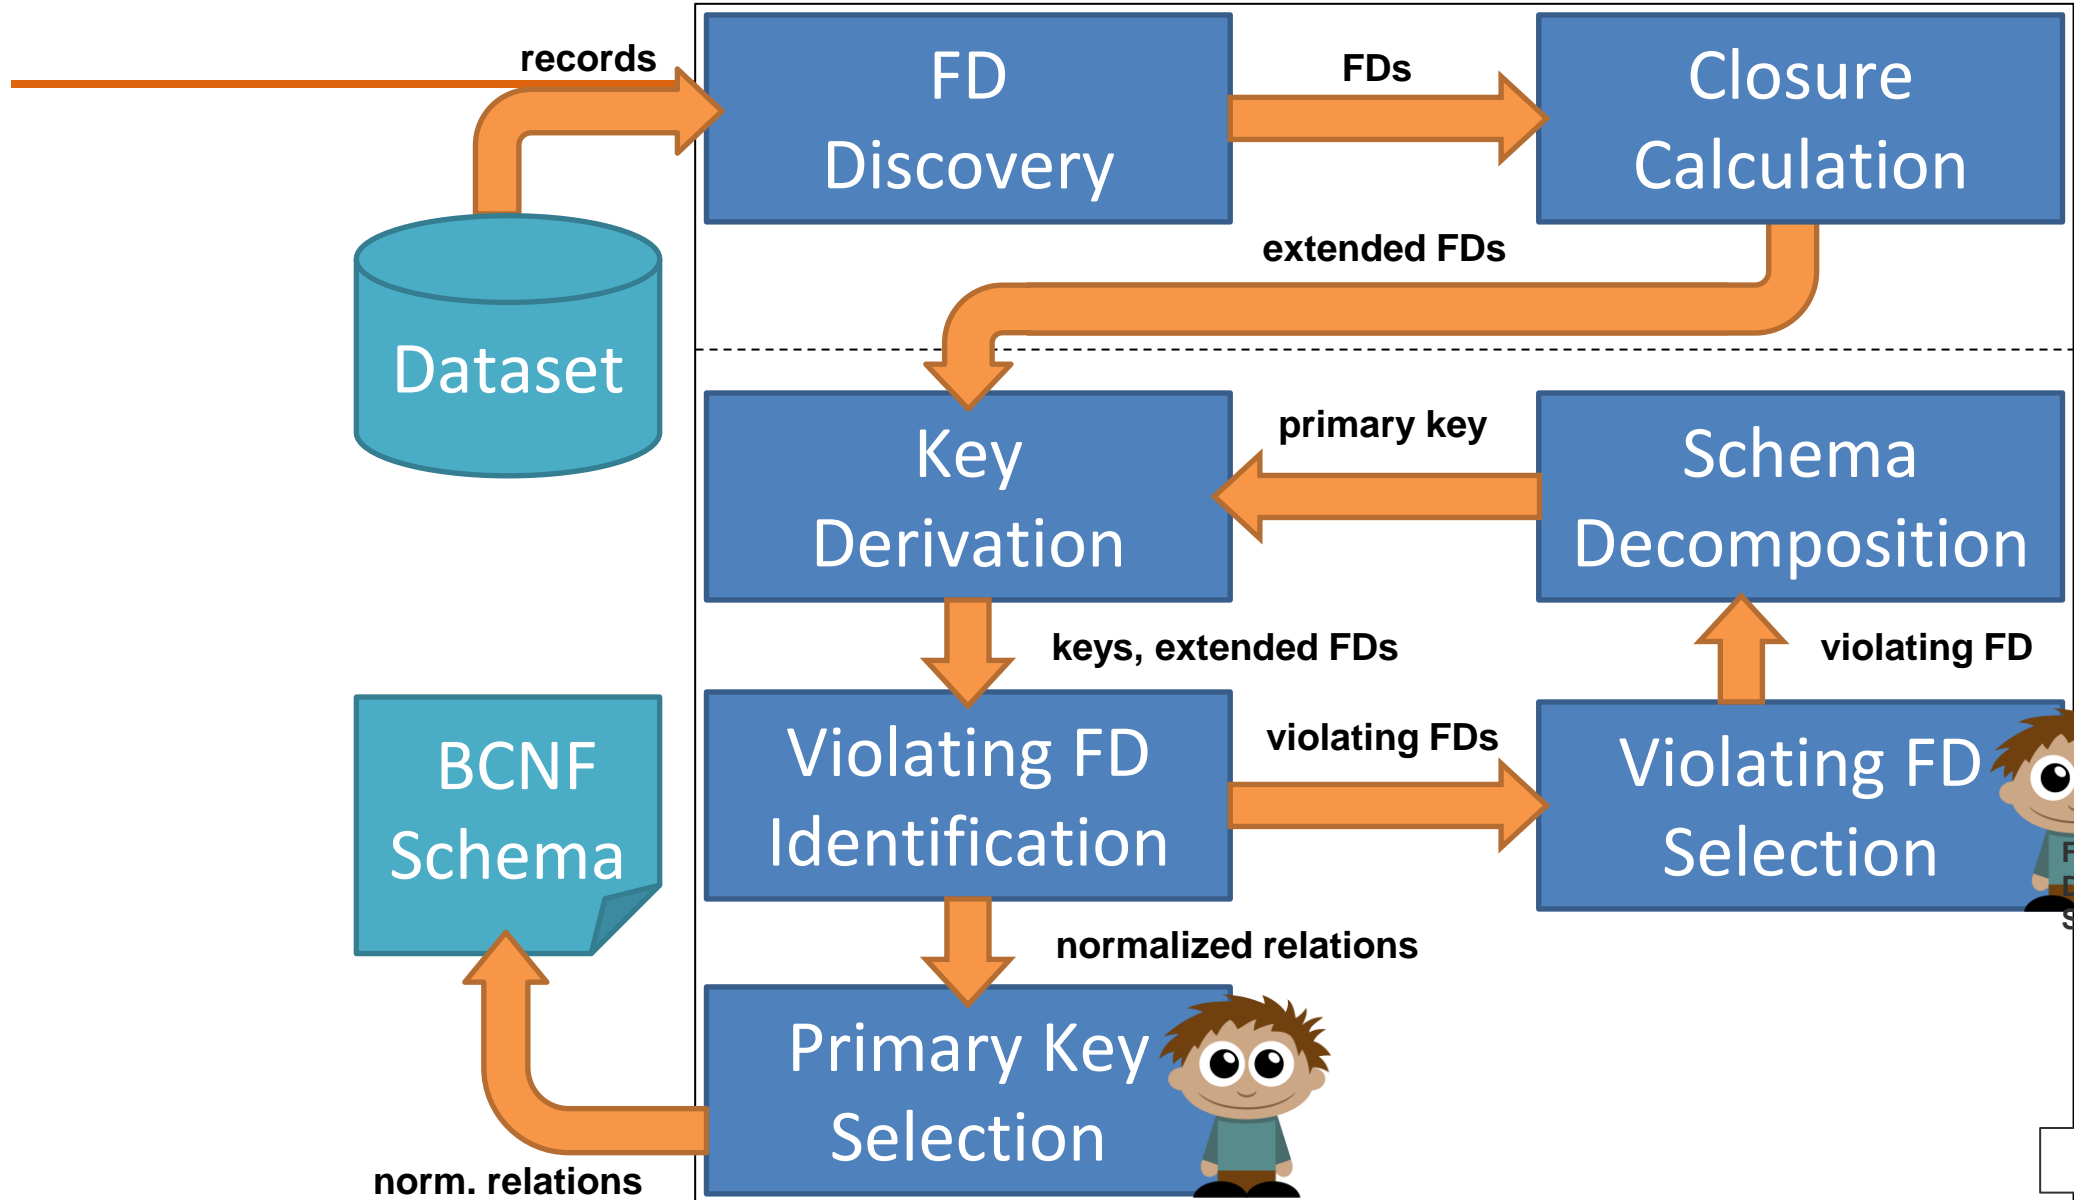 records
FD
Discovery
FDs
Closure
Calculation
extended FDs
Dataset
Key
Derivation
primary key
Schema
Decomposition
keys, extended FDs
violating FD
BCNF
Schema
Violating FD
Identification
violating FDs
Violating FD
Selection
F
D
S
normalized relations
Primary Key
Selection
norm. relations